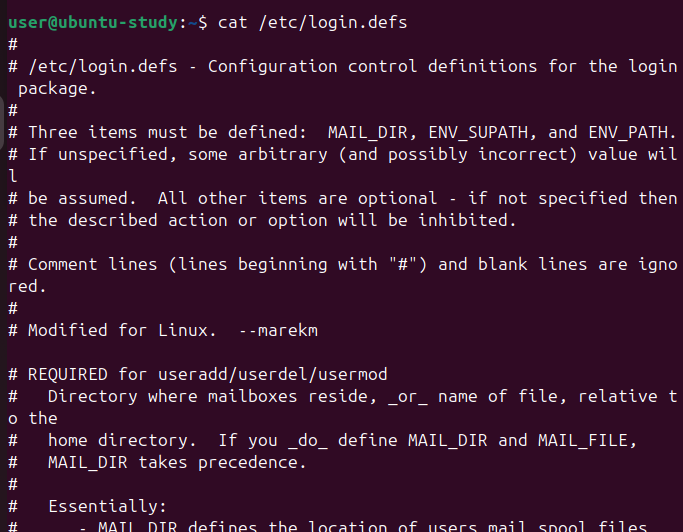 user@ubuntu-study:~$ cat /etc/login.defs
#
# /etc/login.defs - Configuration control definitions for the login
 package.
#
# Three items must be defined:  MAIL_DIR, ENV_SUPATH, and ENV_PATH.
# If unspecified, some arbitrary (and possibly incorrect) value wil
l
# be assumed.  All other items are optional - if not specified then
# the described action or option will be inhibited.
#
# Comment lines (lines beginning with "#") and blank lines are igno
red.
#
# Modified for Linux.  --marekm

# REQUIRED for useradd/userdel/usermod
#   Directory where mailboxes reside, _or_ name of file, relative t
o the
#   home directory.  If you _do_ define MAIL_DIR and MAIL_FILE,
#   MAIL_DIR takes precedence.
#
#   Essentially:
#      - MAIL_DIR defines the location of users mail spool files